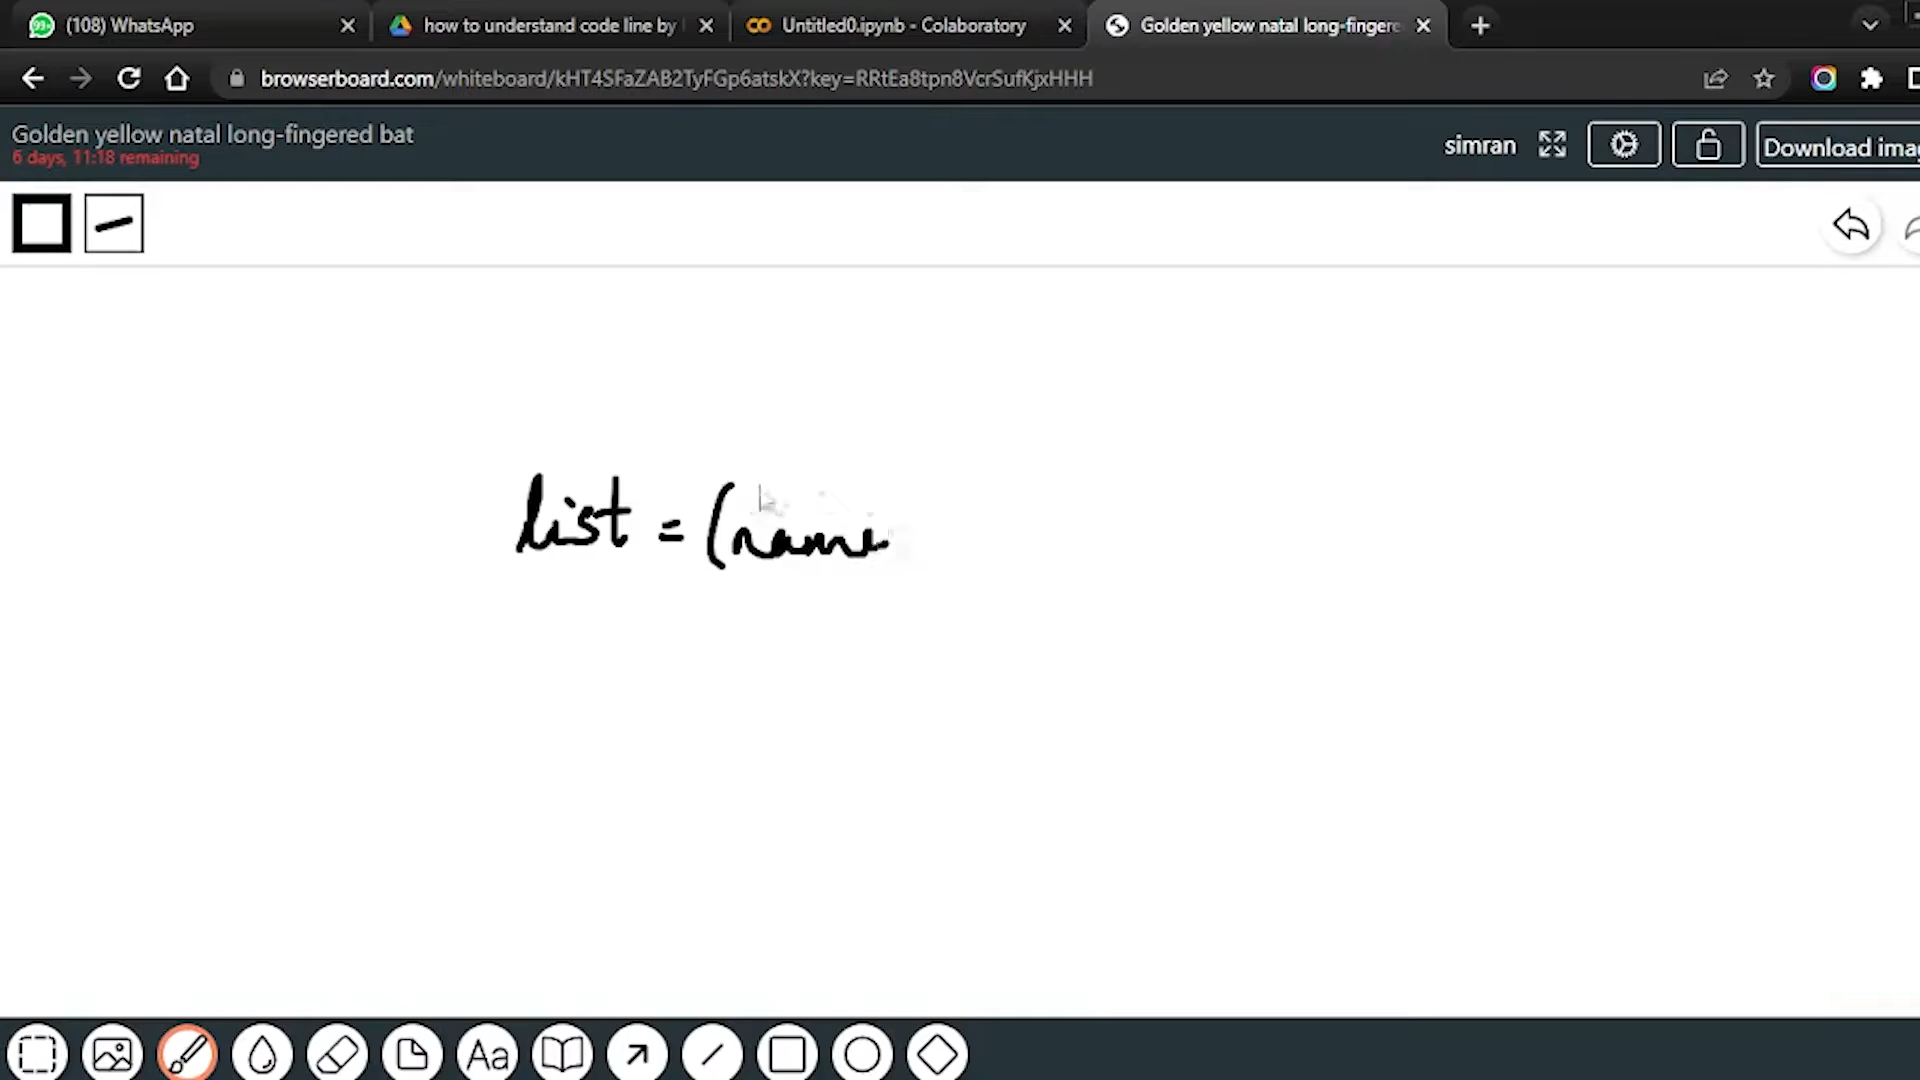 (108) WhatsApp
how to understand code line by
Untitled0.ipynb - Colaboratory
Golden yellow natal long-fingere
browserboard.com/whiteboard/kHT4SFaZAB2TyFGp6atskX?key=RRtEa8tpn8VcrSufKjxHHH
Golden yellow natal long-fingered bat
6 days, 11:18 remaining
simran
Download imag
list = (name
Aa